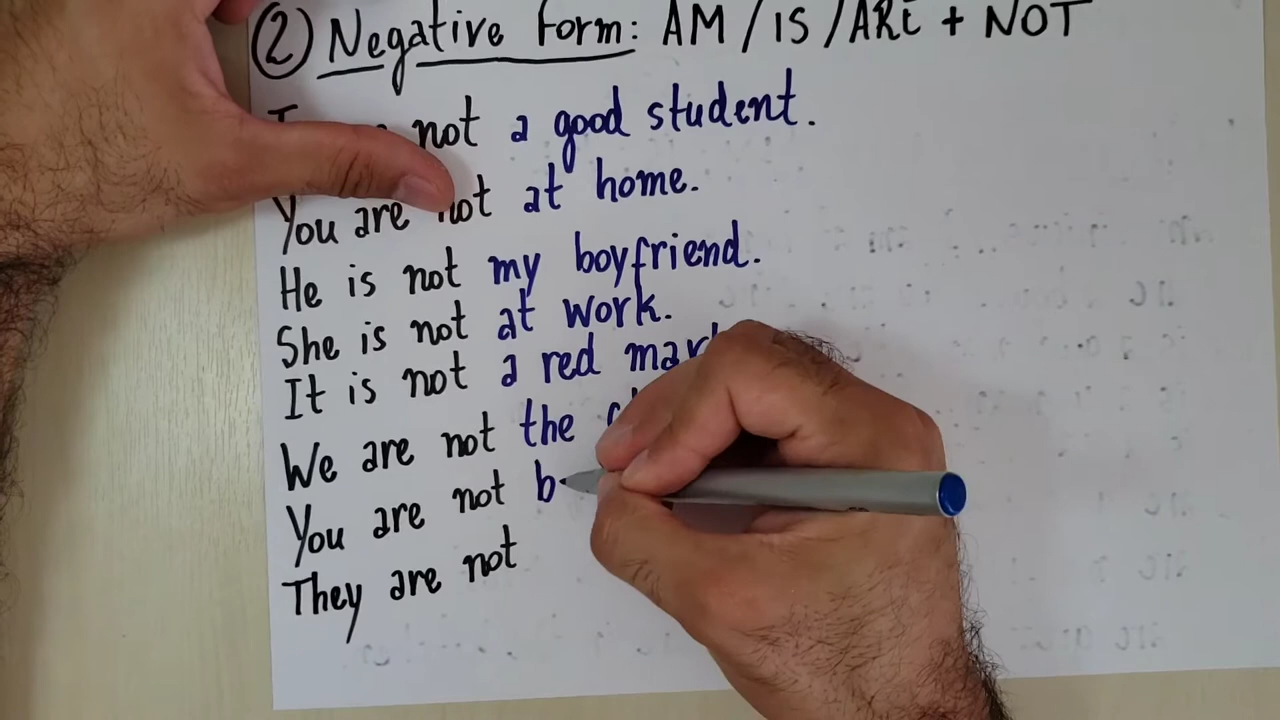 ② Negative Form: AM / IS / ARE + NOT
not a good student.
You are not at home.
He is not my boyfriend.
She is not at work.
It is not a red
We are not the
You are not b
They are not